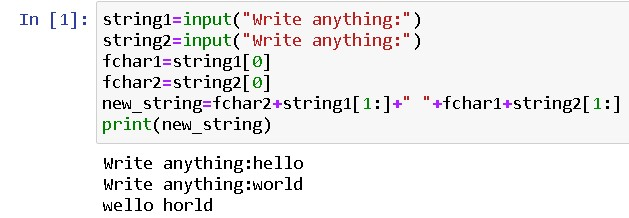 In [1]: string1=input("Write anything:")
string2=input("Write anything:")
fchar1=string1[0]
fchar2=string2[0]
new_string=fchar2+string1[1:]+" "+fchar1+string2[1:]
print(new_string)
Write anything:hello
Write anything:world
wello horld